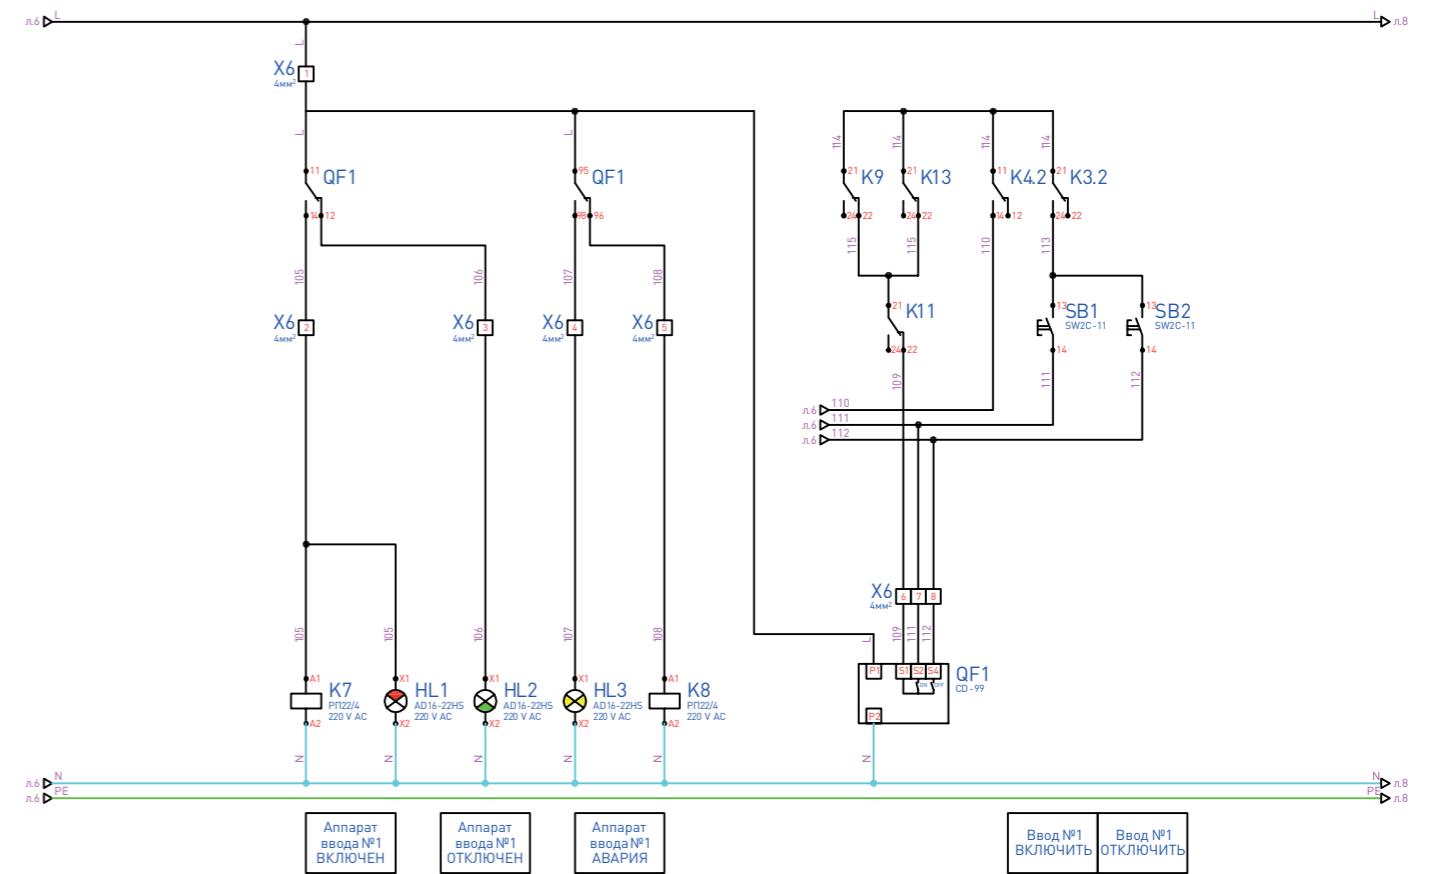 л.6 L L л.8
L
X6 1
4мм²
L L 114 114 114 114
11 QF1 95 QF1 21 K9 21 K13 11 K4.2 21 K3.2
14 12 98 96 24 22 24 22 14 12 24 22
115 115 110 113
105 106 107 108
21 K11 13 SB1 13 SB2
SW2C-11 SW2C-11
X6 2 X6 3 X6 4 X6 5
4мм² 4мм² 4мм² 4мм²
24 22 14 14
109 111 112
л.6 110
л.6 111
л.6 112
X6 6 7 8
4мм²
105 105 106 107 108 L 109 111 112
P1 S1 S2 S4 QF1
CD-99
ON OFF
A1 K7 X1 HL1 X1 HL2 X1 HL3 A1 K8
РП22/4 AD16-22HS AD16-22HS AD16-22HS РП22/4
220 V AC 220 V AC 220 V AC 220 V AC 220 V AC
A2 X2 X2 X2 A2 P2
N N N N N N
л.6 N N л.8
л.6 PE PE л.8
Аппарат
ввода №1
ВКЛЮЧЕН
Аппарат
ввода №1
ОТКЛЮЧЕН
Аппарат
ввода №1
АВАРИЯ
Ввод №1
ВКЛЮЧИТЬ
Ввод №1
ОТКЛЮЧИТЬ